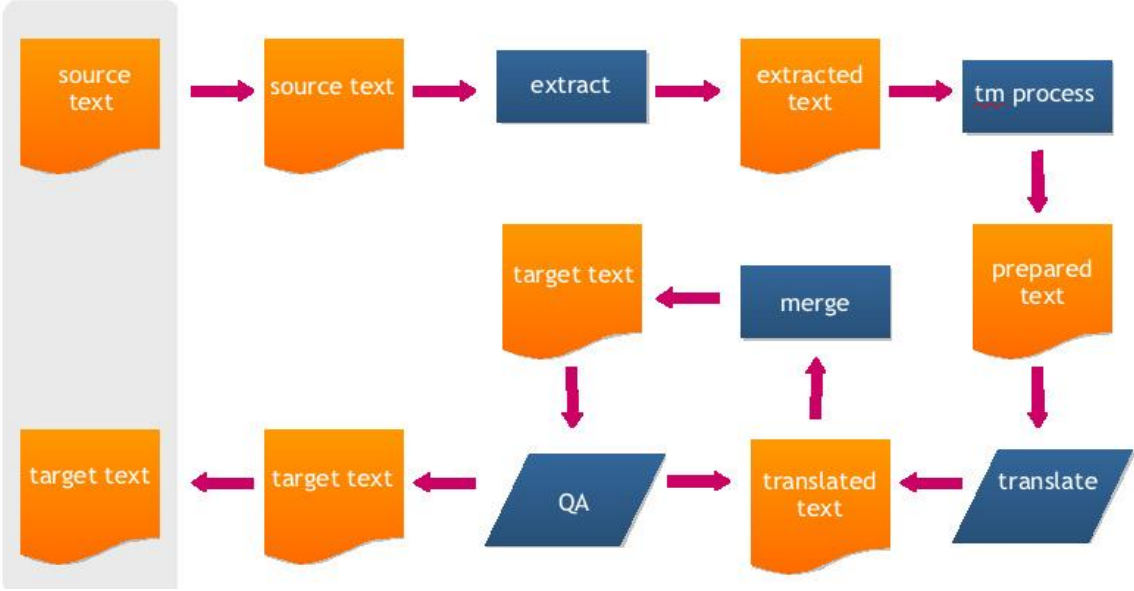 source
text
source text
extract
extracted
text
tm process
target text
merge
prepared
text
target text
target text
QA
translated
text
translate